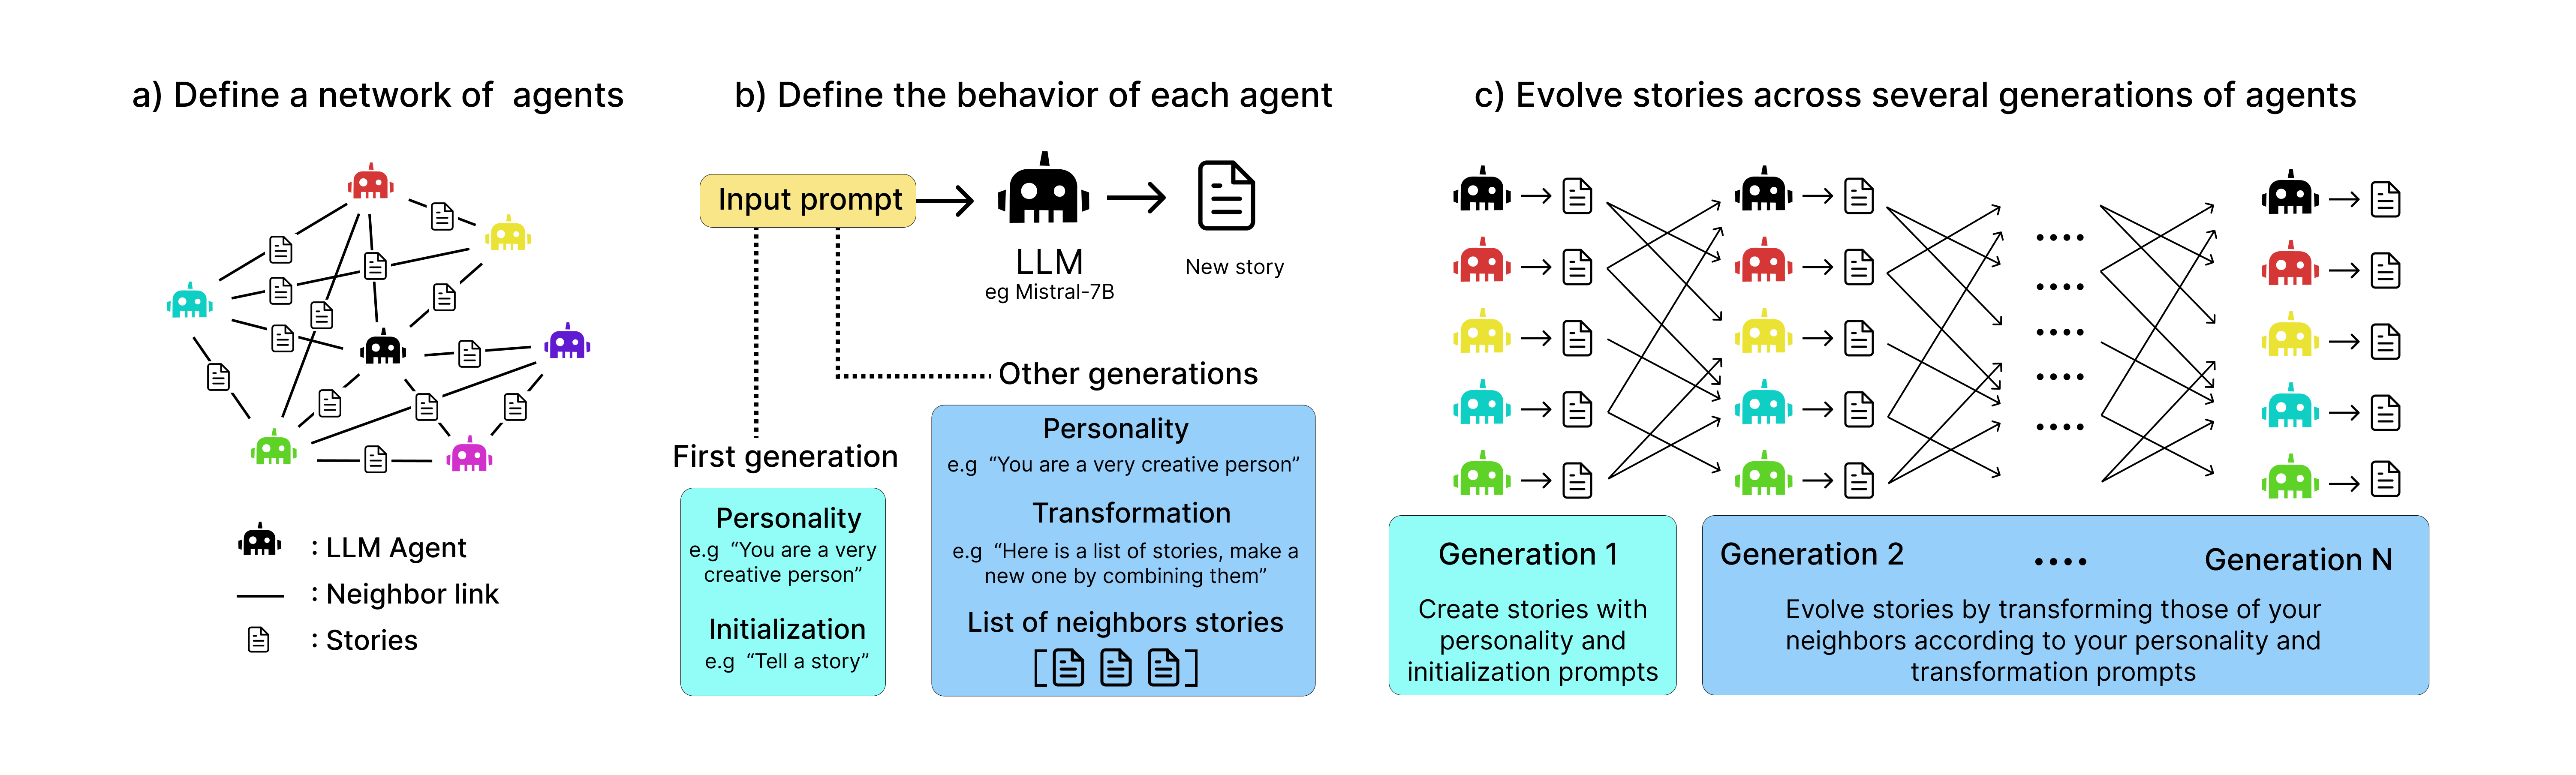 a) Define a network of agents
: LLM Agent
: Neighbor link
: Stories
b) Define the behavior of each agent
Input prompt
LLM
eg Mistral-7B
New story
Other generations
First generation
Personality
e.g “You are a very
creative person”
Initialization
e.g “Tell a story”
Personality
e.g “You are a very creative person”
Transformation
e.g “Here is a list of stories, make a
new one by combining them”
List of neighbors stories
[ ]
c) Evolve stories across several generations of agents
....
....
....
....
....
Generation 1
Create stories with
personality and
initialization prompts
Generation 2 .... Generation N
Evolve stories by transforming those of your
neighbors according to your personality and
transformation prompts